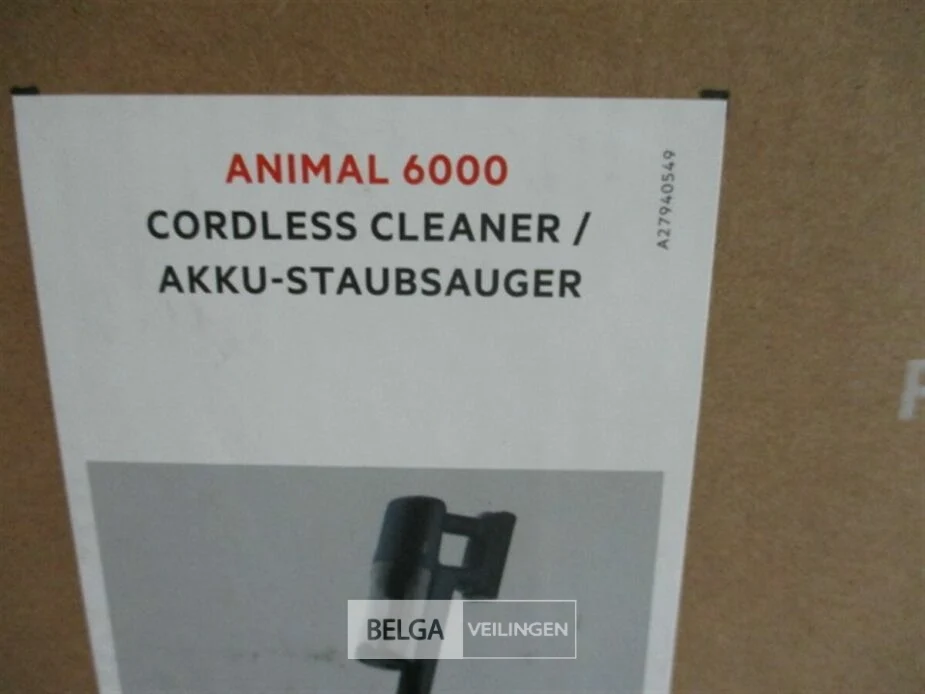 ANIMAL 6000
CORDLESS CLEANER /
AKKU-STAUBSAUGER
A27940549
BELGA VEILINGEN